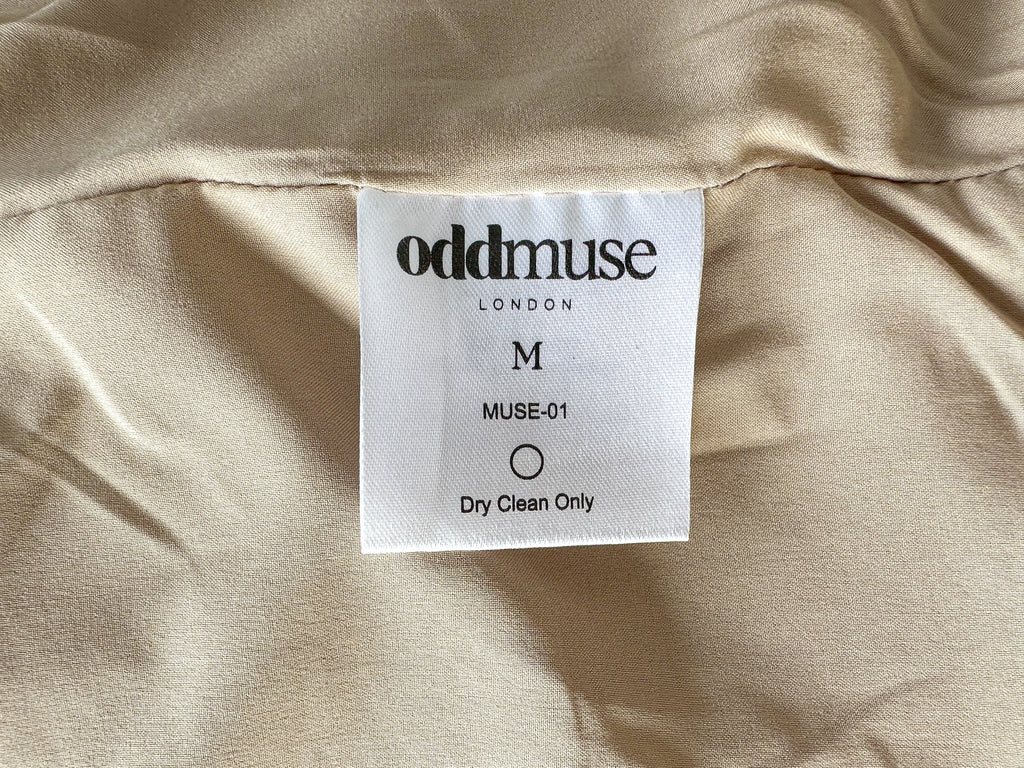 oddmuse
LONDON
M
MUSE-01
Dry Clean Only